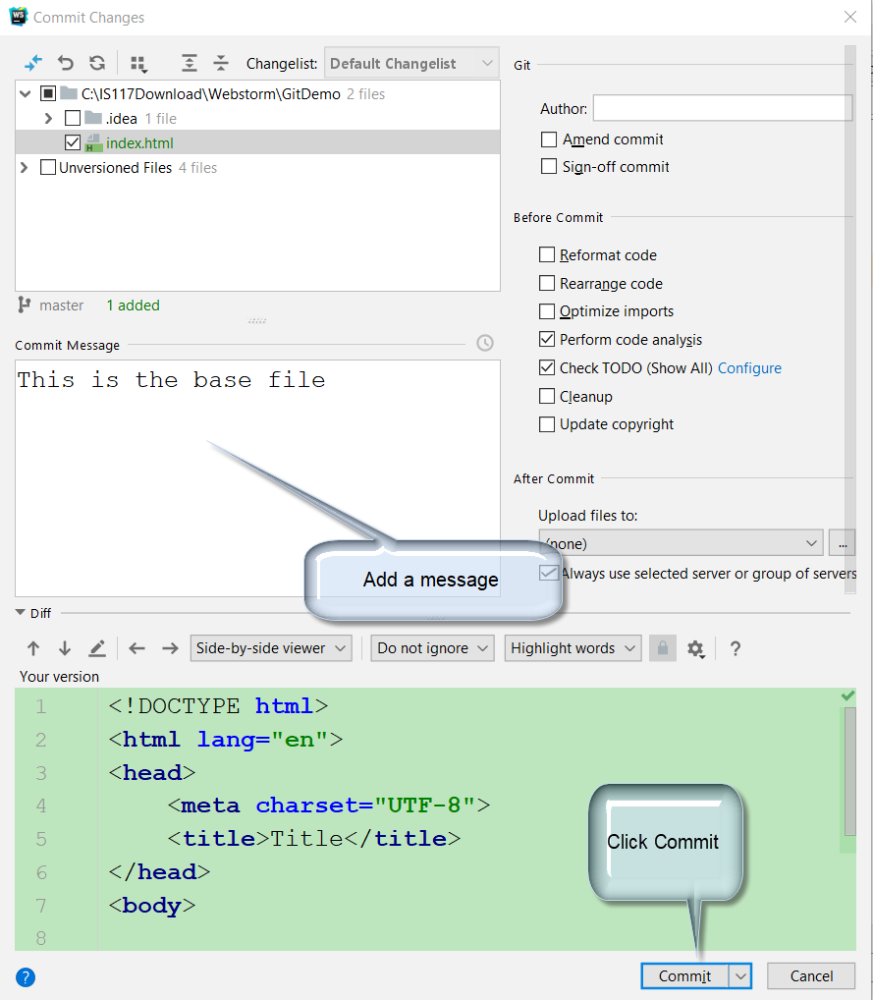 WS
Commit Changes
Changelist: Default Changelist
C:\IS117Download\Webstorm\GitDemo 2 files
.idea 1 file
H index.html
Unversioned Files 4 files
master 1 added
Commit Message
This is the base file
Add a message
Git
Author:
Amend commit
Sign-off commit
Before Commit
Reformat code
Rearrange code
Optimize imports
Perform code analysis
Check TODO (Show All) Configure
Cleanup
Update copyright
After Commit
Upload files to:
(none) ...
Always use selected server or group of servers
Diff
Side-by-side viewer Do not ignore Highlight words ?
Your version
1 <!DOCTYPE html>
2 <html lang="en">
3 <head>
4 <meta charset="UTF-8">
5 <title>Title</title>
6 </head>
7 <body>
8
Click Commit
? Commit Cancel